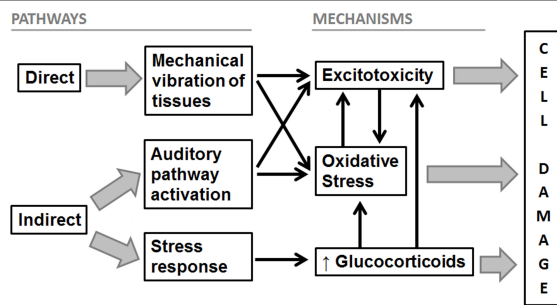 PATHWAYS
MECHANISMS
Direct
Mechanical
vibration of
tissues
Excitotoxicity
Auditory
pathway
activation
Oxidative
Stress
Indirect
Stress
response
↑ Glucocorticoids
C
E
L
L
D
A
M
A
G
E